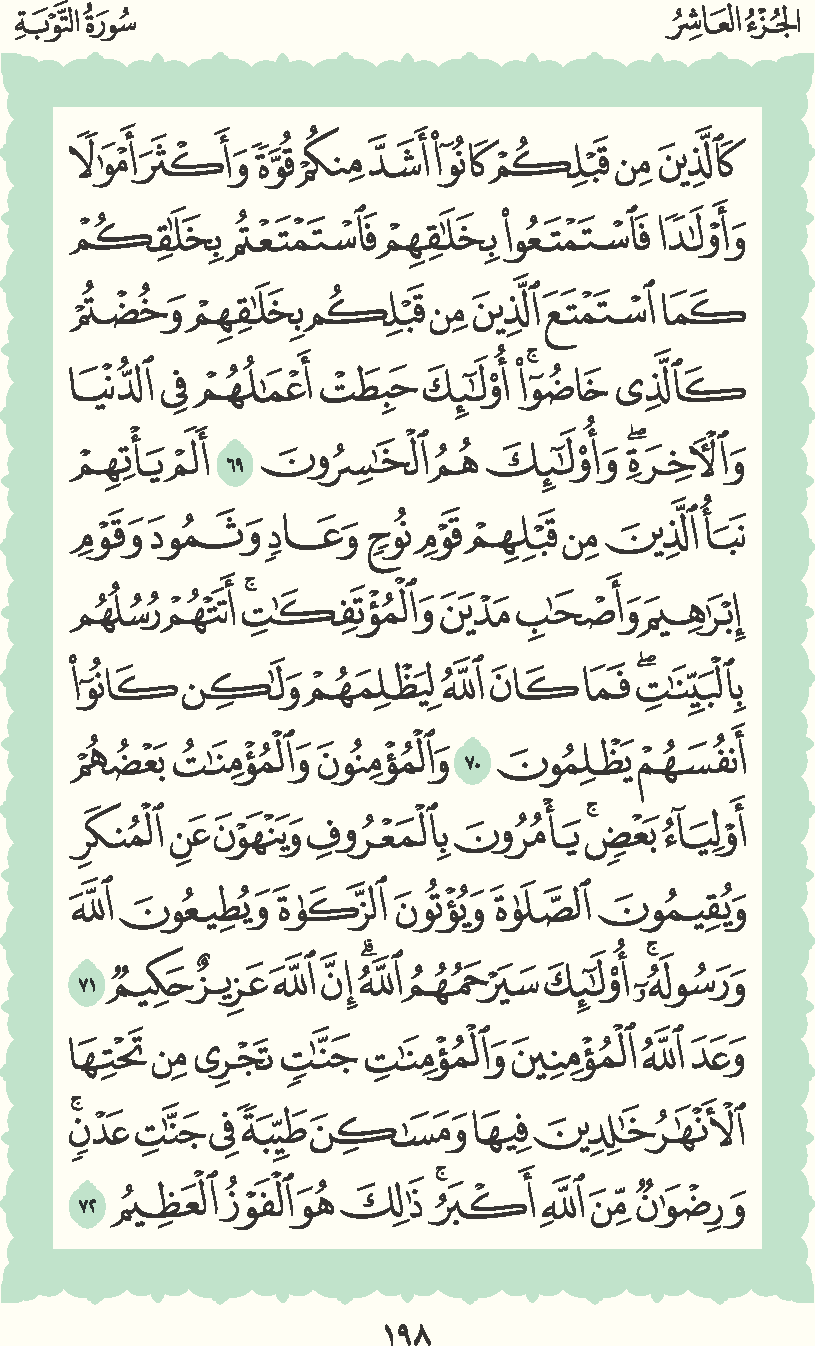 الجُزْءُ العَاشِرُ
سُورَةُ التَّوْبَةِ
كَٱلَّذِينَ مِن قَبْلِكُمْ كَانُوٓا۟ أَشَدَّ مِنكُمْ قُوَّةً وَأَكْثَرَ أَمْوَٰلًا
وَأَوْلَٰدًا فَٱسْتَمْتَعُوا۟ بِخَلَٰقِهِمْ فَٱسْتَمْتَعْتُم بِخَلَٰقِكُمْ
كَمَا ٱسْتَمْتَعَ ٱلَّذِينَ مِن قَبْلِكُم بِخَلَٰقِهِمْ وَخُضْتُمْ
كَٱلَّذِى خَاضُوٓا۟ ۚ أُو۟لَٰٓئِكَ حَبِطَتْ أَعْمَٰلُهُمْ فِى ٱلدُّنْيَا
وَٱلْءَاخِرَةِ ۖ وَأُو۟لَٰٓئِكَ هُمُ ٱلْخَٰسِرُونَ ٦٩ أَلَمْ يَأْتِهِمْ
نَبَأُ ٱلَّذِينَ مِن قَبْلِهِمْ قَوْمِ نُوحٍ وَعَادٍ وَثَمُودَ وَقَوْمِ
إِبْرَٰهِيمَ وَأَصْحَٰبِ مَدْيَنَ وَٱلْمُؤْتَفِكَٰتِ ۚ أَتَتْهُمْ رُسُلُهُم
بِٱلْبَيِّنَٰتِ ۖ فَمَا كَانَ ٱللَّهُ لِيَظْلِمَهُمْ وَلَٰكِن كَانُوٓا۟
أَنفُسَهُمْ يَظْلِمُونَ ٧٠ وَٱلْمُؤْمِنُونَ وَٱلْمُؤْمِنَٰتُ بَعْضُهُمْ
أَوْلِيَآءُ بَعْضٍ ۚ يَأْمُرُونَ بِٱلْمَعْرُوفِ وَيَنْهَوْنَ عَنِ ٱلْمُنكَرِ
وَيُقِيمُونَ ٱلصَّلَوٰةَ وَيُؤْتُونَ ٱلزَّكَوٰةَ وَيُطِيعُونَ ٱللَّهَ
وَرَسُولَهُۥٓ ۚ أُو۟لَٰٓئِكَ سَيَرْحَمُهُمُ ٱللَّهُ ۗ إِنَّ ٱللَّهَ عَزِيزٌ حَكِيمٌ ٧١
وَعَدَ ٱللَّهُ ٱلْمُؤْمِنِينَ وَٱلْمُؤْمِنَٰتِ جَنَّٰتٍ تَجْرِى مِن تَحْتِهَا
ٱلْأَنْهَٰرُ خَٰلِدِينَ فِيهَا وَمَسَٰكِنَ طَيِّبَةً فِى جَنَّٰتِ عَدْنٍ ۚ
وَرِضْوَٰنٌ مِّنَ ٱللَّهِ أَكْبَرُ ۚ ذَٰلِكَ هُوَ ٱلْفَوْزُ ٱلْعَظِيمُ ٧٢
١٩٨